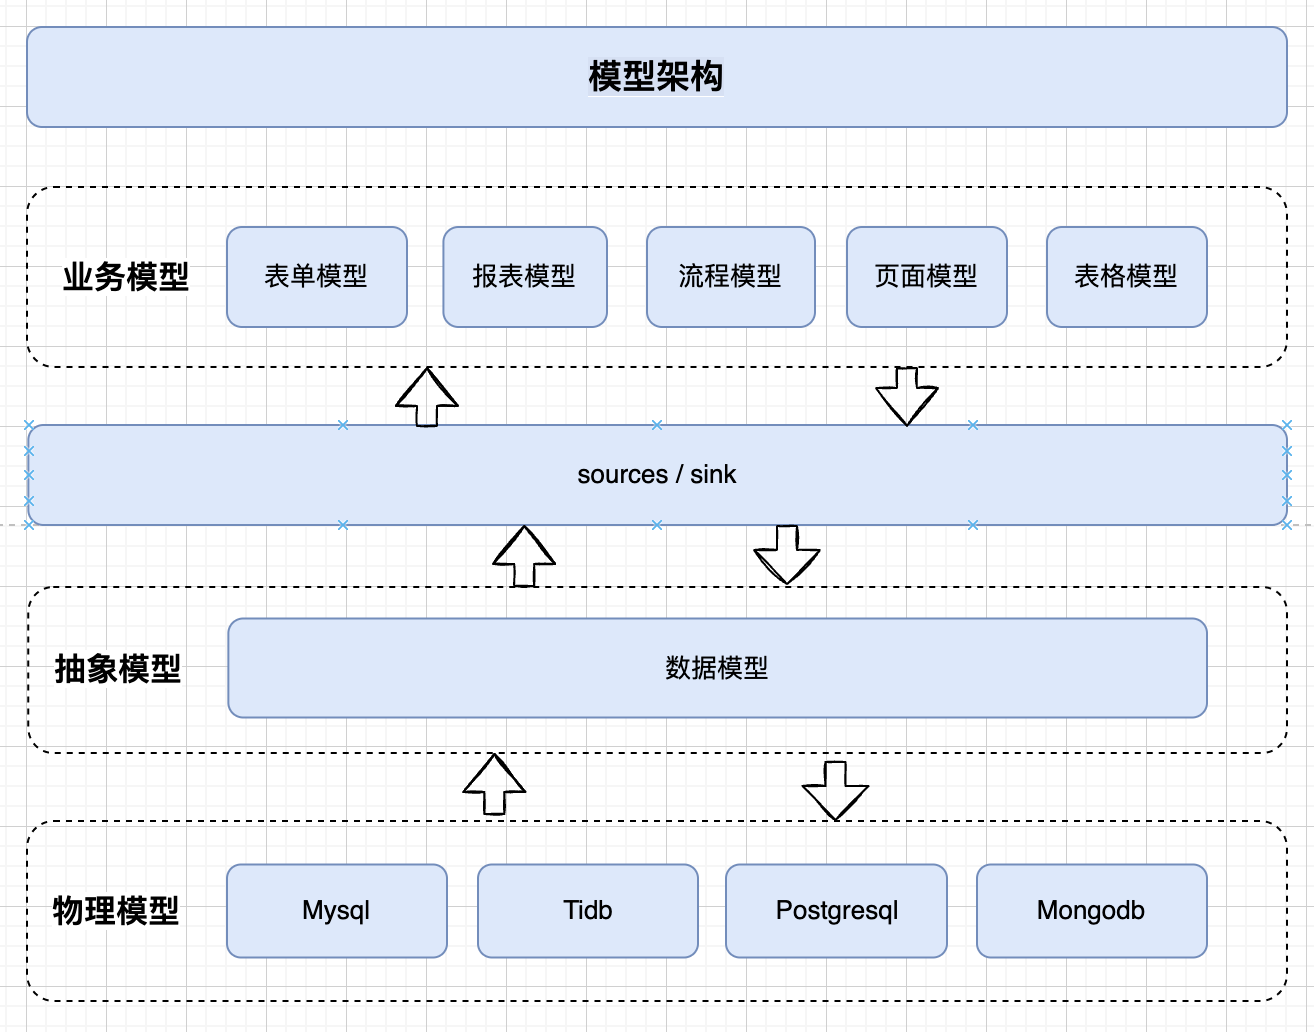 模型架构
业务模型
表单模型
报表模型
流程模型
页面模型
表格模型
sources / sink
抽象模型
数据模型
物理模型
Mysql
Tidb
Postgresql
Mongodb